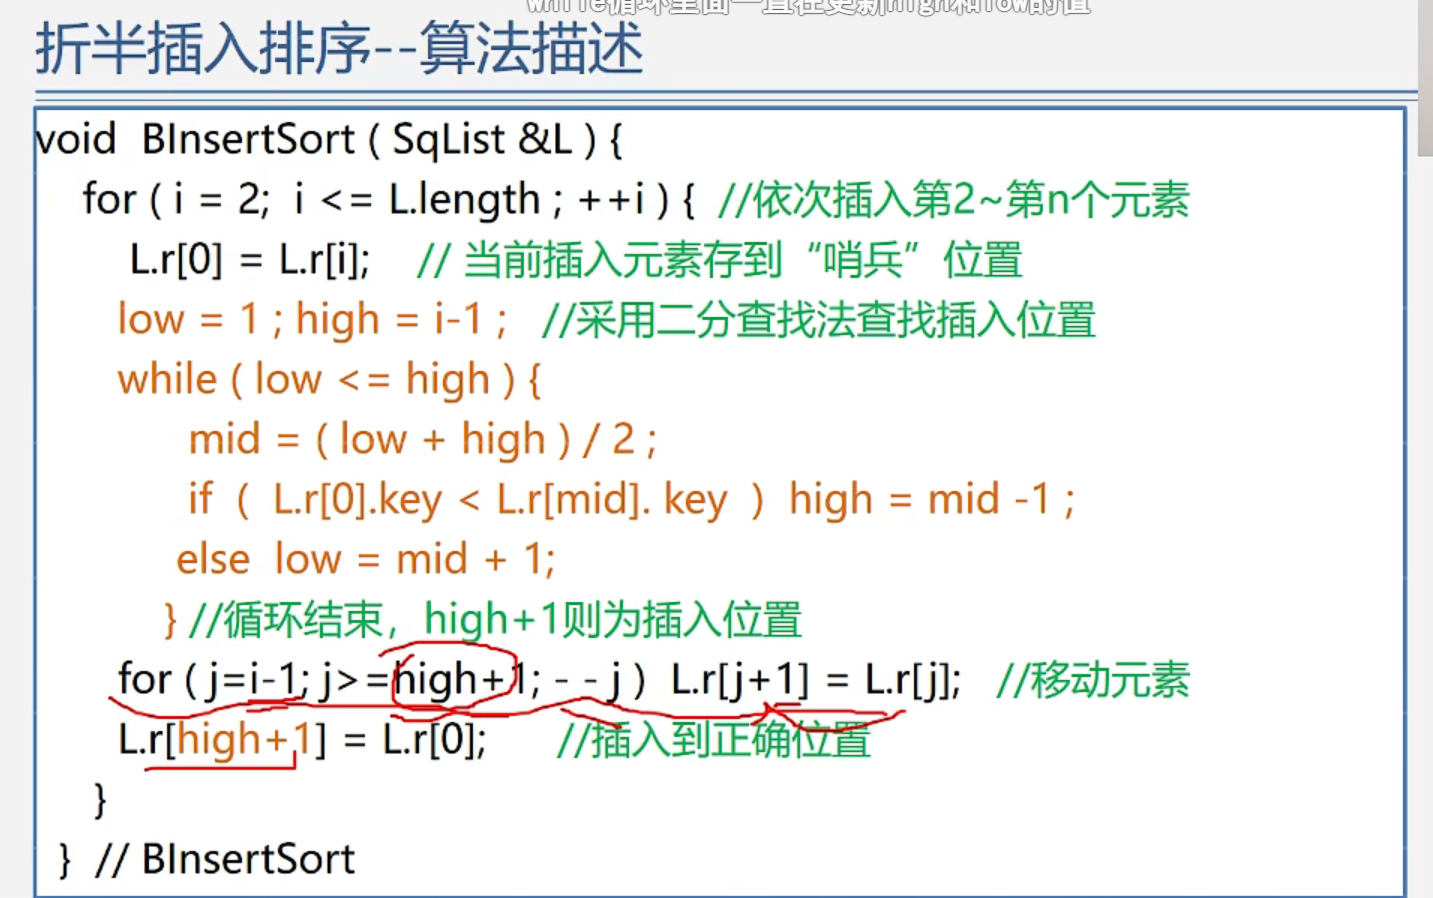 while循环里面一直在更新high和low的值
折半插入排序--算法描述
void BInsertSort ( SqList &L ) {
for ( i = 2; i <= L.length ; ++i ) { //依次插入第2~第n个元素
L.r[0] = L.r[i]; // 当前插入元素存到“哨兵”位置
low = 1 ; high = i-1 ; //采用二分查找法查找插入位置
while ( low <= high ) {
mid = ( low + high ) / 2 ;
if ( L.r[0].key < L.r[mid]. key ) high = mid -1 ;
else low = mid + 1;
} //循环结束，high+1则为插入位置
for ( j=i-1; j>=high+1; - - j ) L.r[j+1] = L.r[j]; //移动元素
L.r[high+1] = L.r[0]; //插入到正确位置
}
} // BInsertSort